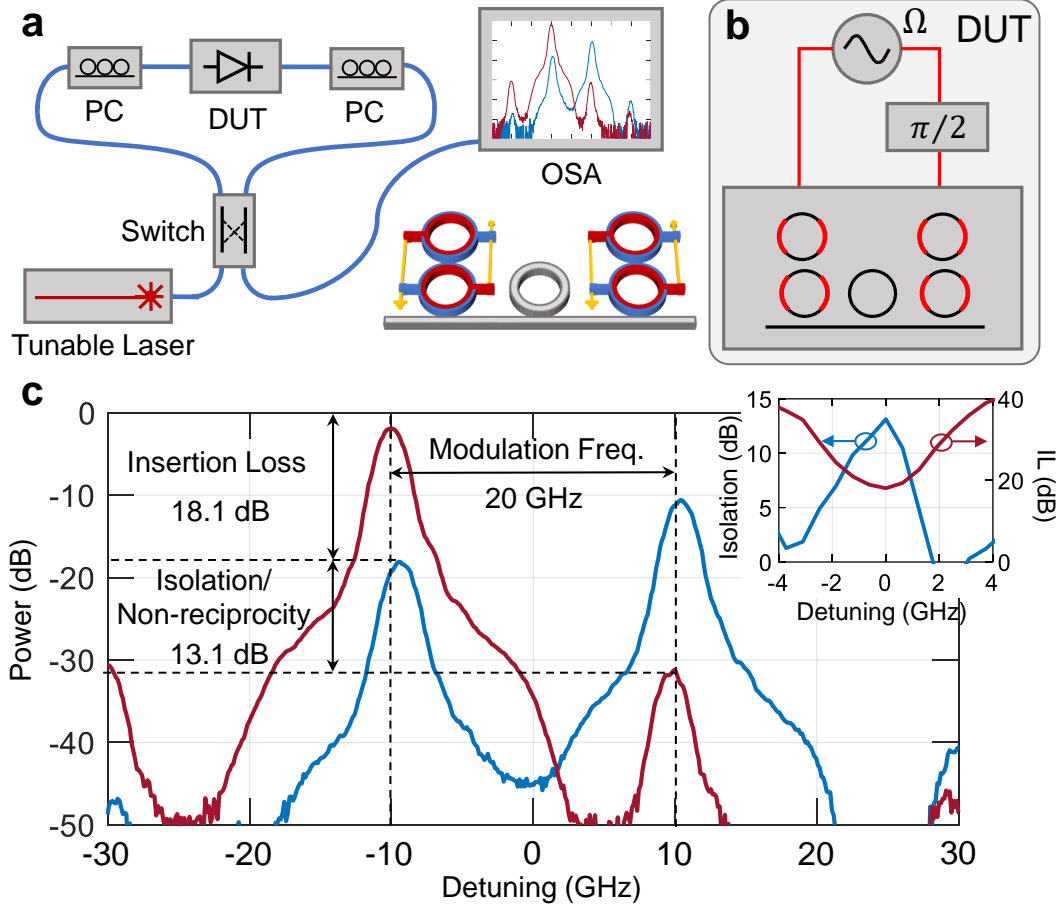 a
PC
DUT
PC
OSA
Switch
Tunable Laser
b
Ω
DUT
π/2
c
Insertion Loss
18.1 dB
Modulation Freq.
20 GHz
Isolation/
Non-reciprocity
13.1 dB
Power (dB)
0
-10
-20
-30
-40
-50
-30
-20
-10
0
10
20
30
Detuning (GHz)
Isolation (dB)
15
10
5
0
40
20
0
IL (dB)
-4
-2
0
2
4
Detuning (GHz)